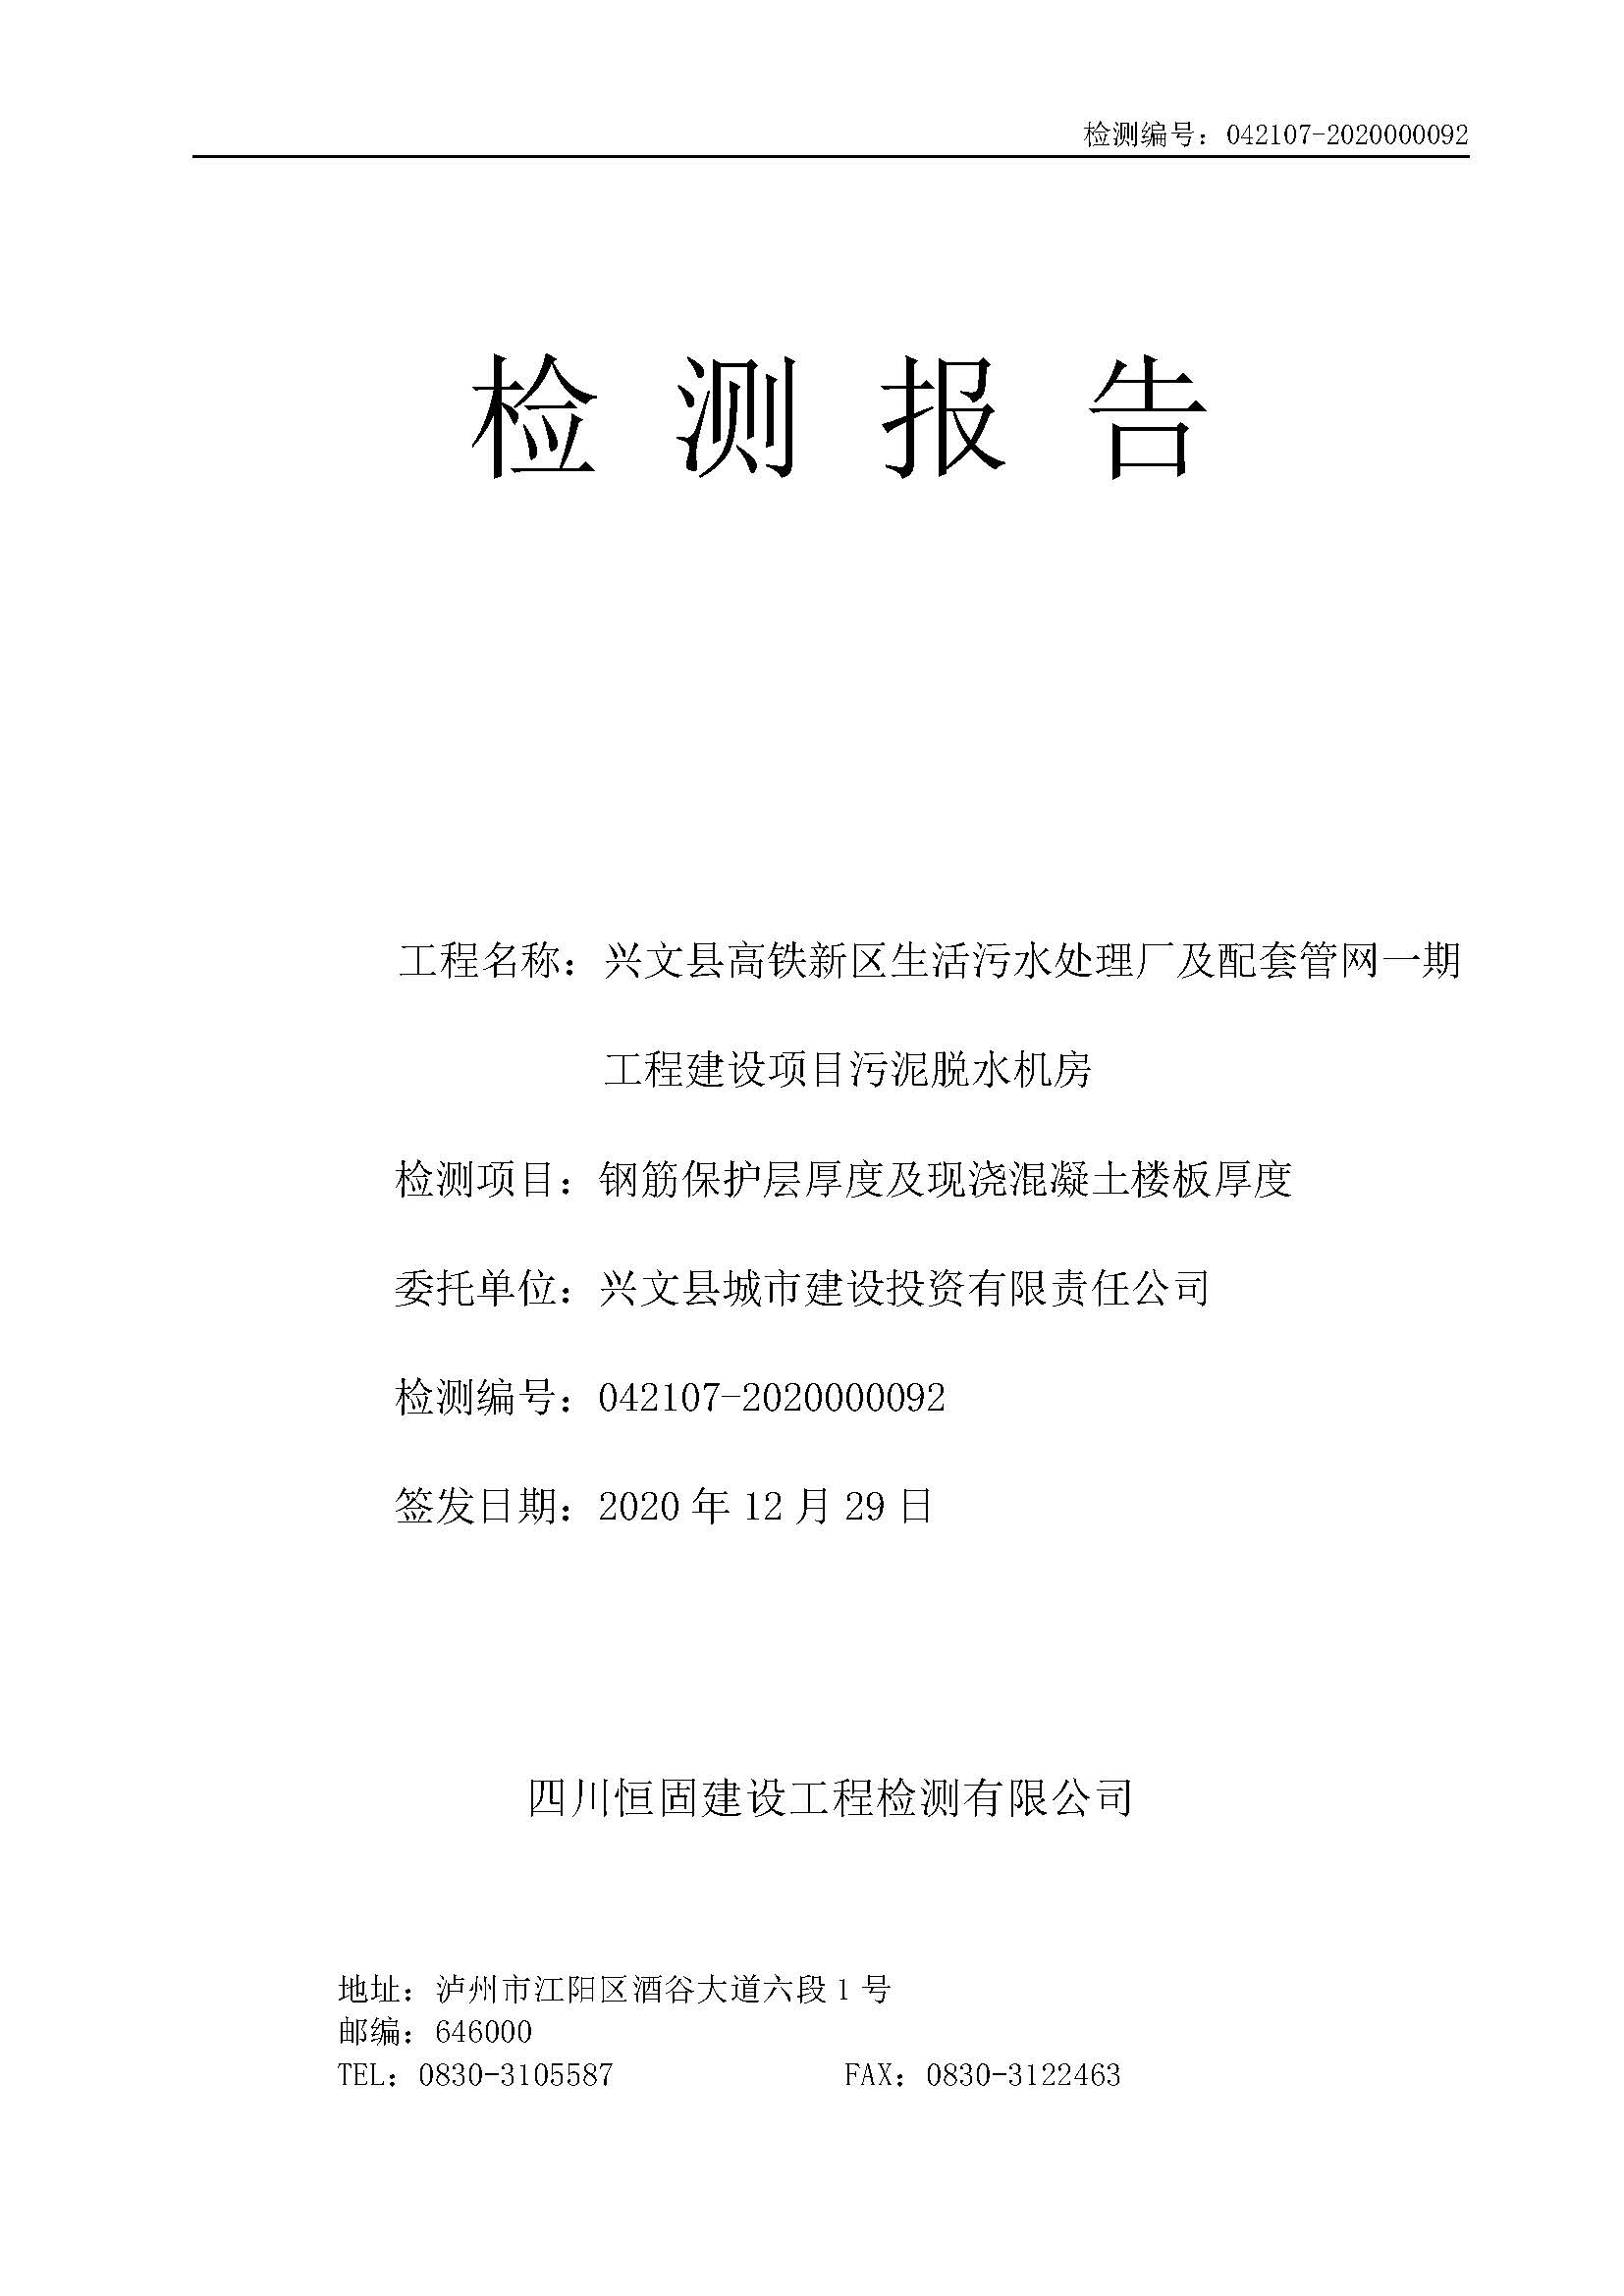 检测编号：042107-2020000092
检 测 报 告
工程名称：兴文县高铁新区生活污水处理厂及配套管网一期
工程建设项目污泥脱水机房
检测项目：钢筋保护层厚度及现浇混凝土楼板厚度
委托单位：兴文县城市建设投资有限责任公司
检测编号：042107-2020000092
签发日期：2020 年 12 月 29 日
四川恒固建设工程检测有限公司
地址：泸州市江阳区酒谷大道六段 1 号
邮编：646000
TEL：0830-3105587 FAX：0830-3122463